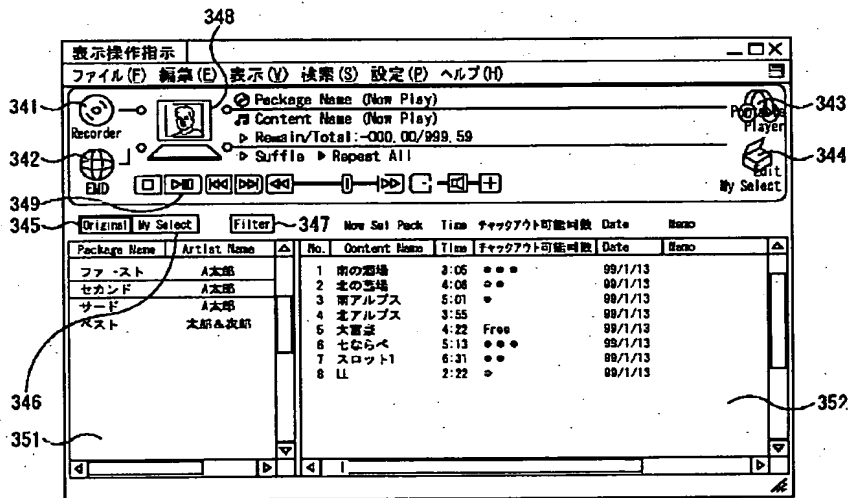 348
表示操作指示
ファイル(F) 編集(E) 表示(V) 検索(S) 設定(P) ヘルプ(H)
341
Recorder
342
EMD
349
Package Name (Now Play)
Content Name (Now Play)
Remain/Total:-000.00/999.59
Suffle Repeat All
343
Player
344
Edit
My Select
345
Original My Select
Filter
347
Now Sel Pack Time チャックアウト可能回数 Date Memo
Package Name Artist Name
ファ-スト A太郎
セカンド A太郎
サード A太郎
ベスト 太郎&次郎
No. Content Name Time チャックアウト可能回数 Date Memo
1 南の酒場 3:05 99/1/13
2 北の 場 4:08 99/1/13
3 南アルプス 5:01 99/1/13
4 北アルプス 3:55 99/1/13
5 大富豪 4:22 Free 99/1/13
6 七ならべ 5:13 99/1/13
7 スロット1 6:31 99/1/13
8 LL 2:22 99/1/13
346
351
352